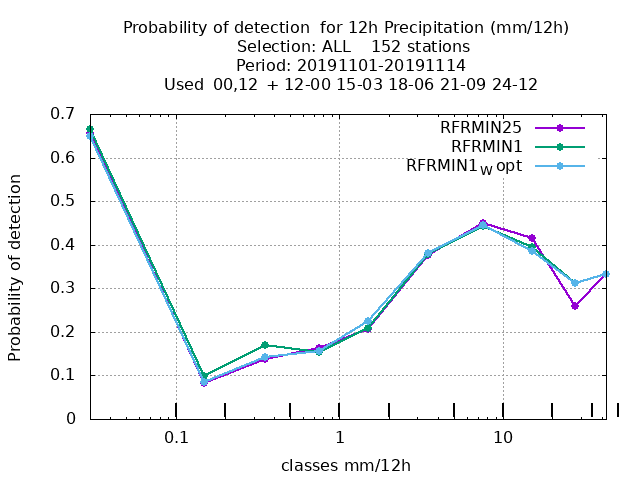 Probability of detection  for 12h Precipitation (mm/12h)
Selection: ALL    152 stations
Period: 20191101-20191114
Used  00,12  + 12-00 15-03 18-06 21-09 24-12
RFRMIN25
RFRMIN1
RFRMIN1W opt
Probability of detection
0.7
0.6
0.5
0.4
0.3
0.2
0.1
0
0.1 1 10
classes mm/12h